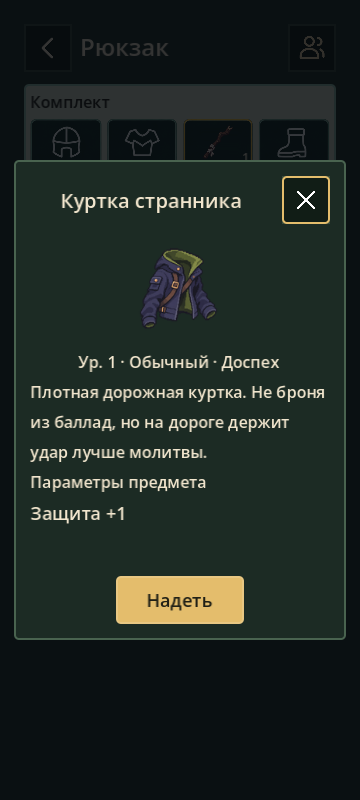 Рюкзак
Комплект
1
Куртка странника
Ур. 1 · Обычный · Доспех
Плотная дорожная куртка. Не броня
из баллад, но на дороге держит
удар лучше молитвы.
Параметры предмета
Защита +1
Надеть